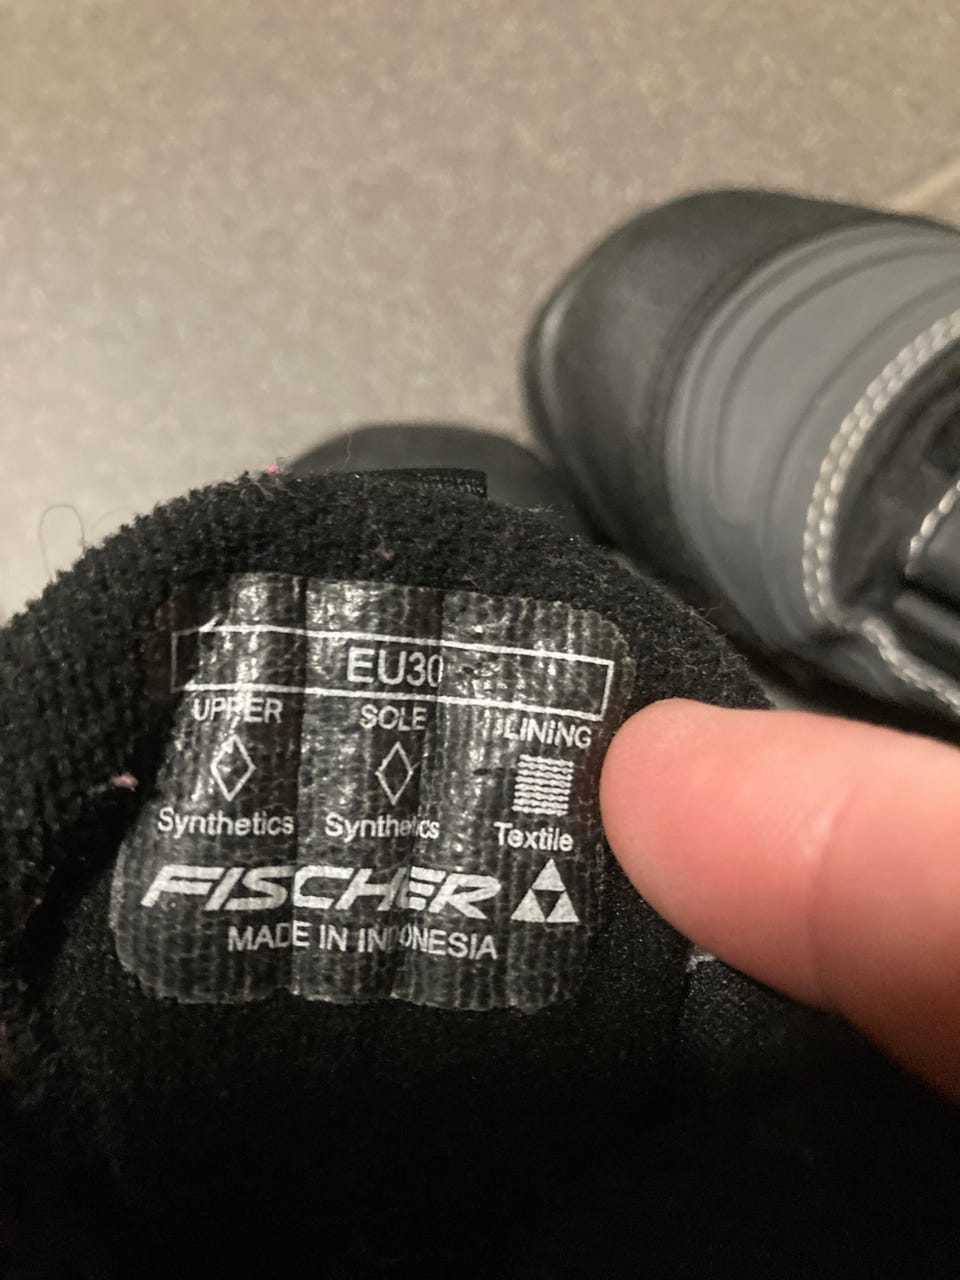 EU30
UPPER SOLE LINING
Synthetics Synthetics Textile
FISCHER
MADE IN INDONESIA